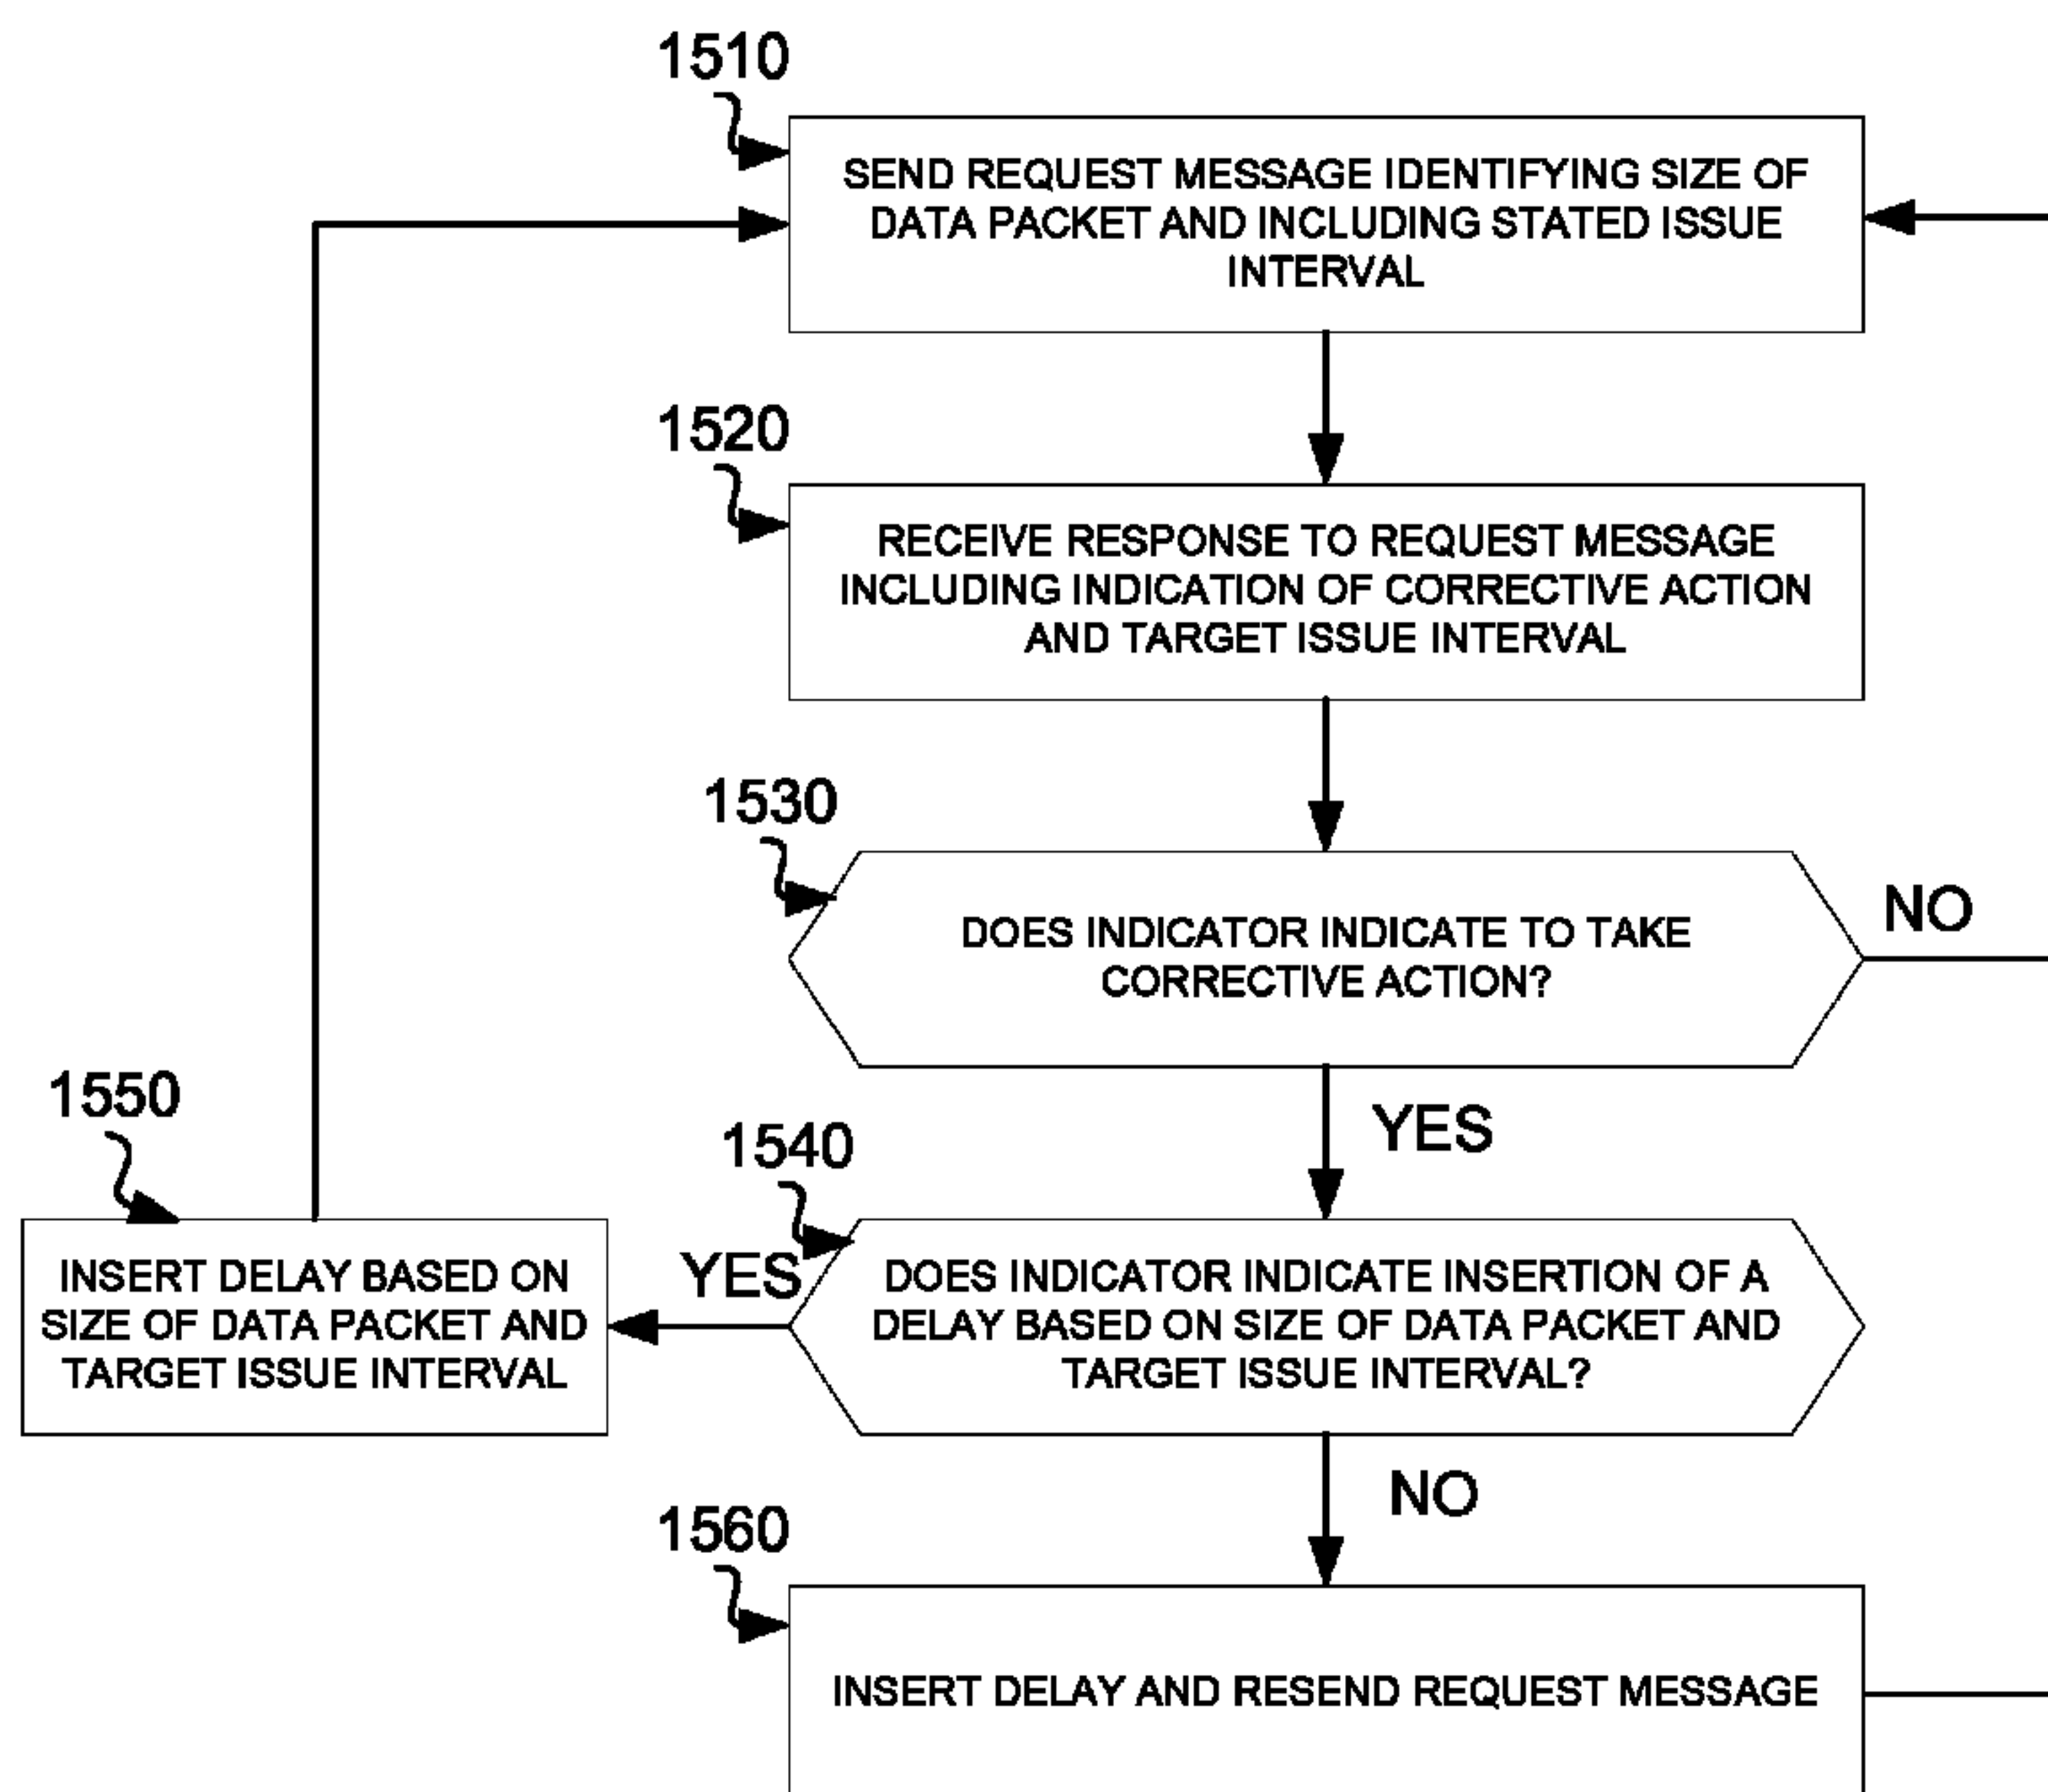 1510
SEND REQUEST MESSAGE IDENTIFYING SIZE OF
DATA PACKET AND INCLUDING STATED ISSUE
INTERVAL
1520
RECEIVE RESPONSE TO REQUEST MESSAGE
INCLUDING INDICATION OF CORRECTIVE ACTION
AND TARGET ISSUE INTERVAL
1530
DOES INDICATOR INDICATE TO TAKE
CORRECTIVE ACTION?
NO
YES
1540
DOES INDICATOR INDICATE INSERTION OF A
DELAY BASED ON SIZE OF DATA PACKET AND
TARGET ISSUE INTERVAL?
YES
1550
INSERT DELAY BASED ON
SIZE OF DATA PACKET AND
TARGET ISSUE INTERVAL
NO
1560
INSERT DELAY AND RESEND REQUEST MESSAGE